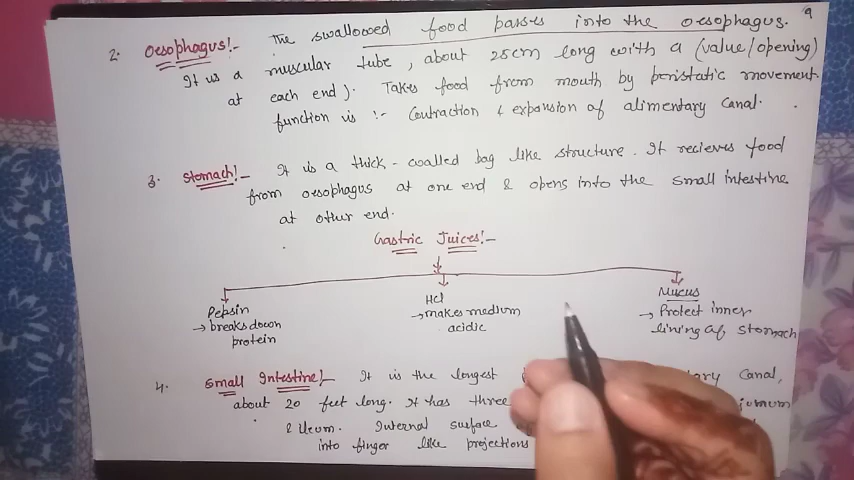 9
2. Oesophagus!- The swallowed food passes into the oesophagus.
It is a muscular tube, about 25cm long with a (value/opening)
at each end). Takes food from mouth by peristatic movement.
function is :- Contraction & expansion of alimentary Canal.
3. Stomach!- It is a thick-walled bag like structure. It recieves food
from oesophagus at one end & opens into the small intestine
at other end.
Gastric Juices!-
Pepsin HCl Mucus
→ breaks down → makes medium → Protect inner
protein acidic lining of stomach
4. Small Intestine!- It is the longest Canal,
about 20 feet long. It has three
& Ileum. Internal surface
into finger like projections